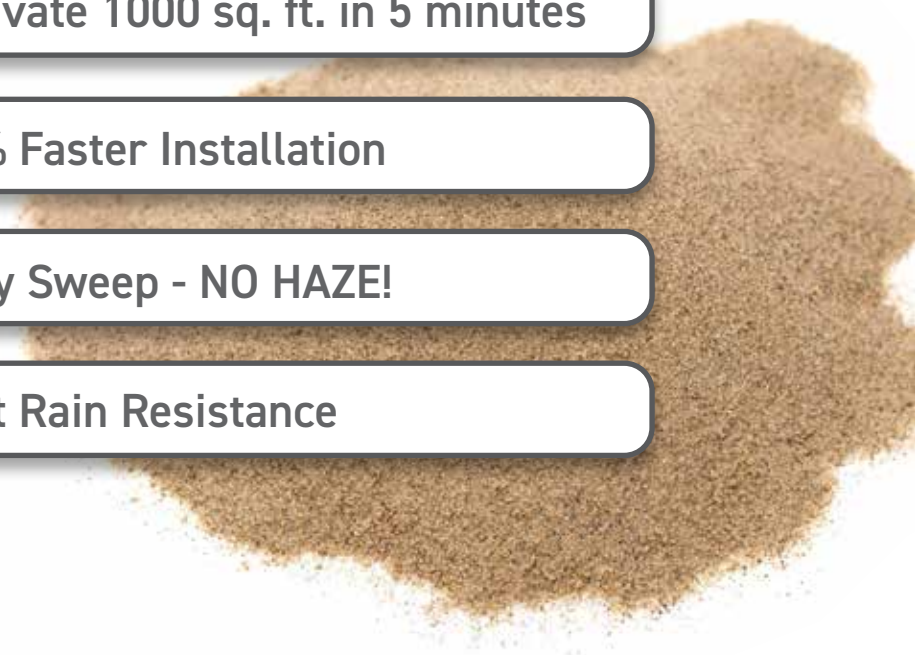 vate 1000 sq. ft. in 5 minutes
% Faster Installation
y Sweep - NO HAZE!
t Rain Resistance